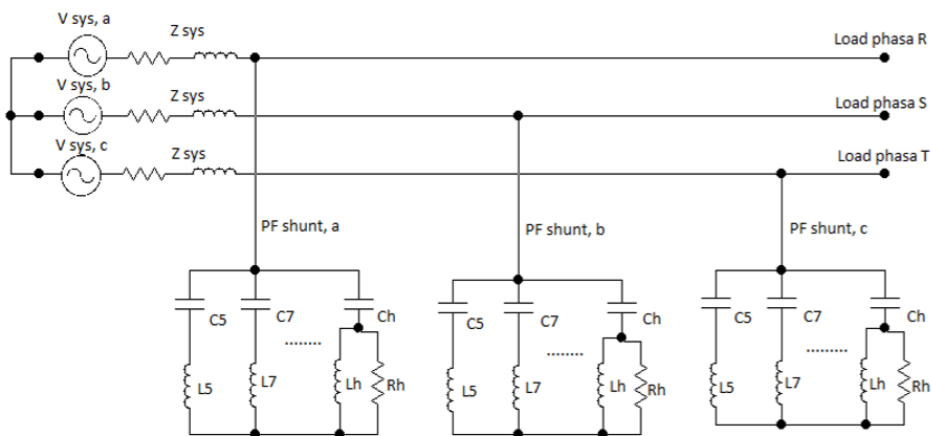 V sys, a
Z sys
Load phasa R
V sys, b
Z sys
Load phasa S
V sys, c
Z sys
Load phasa T
PF shunt, a
PF shunt, b
PF shunt, c
C5
C7
Ch
........
L5
L7
Lh
Rh
C5
C7
Ch
........
L5
L7
Lh
Rh
C5
C7
Ch
........
L5
L7
Lh
Rh